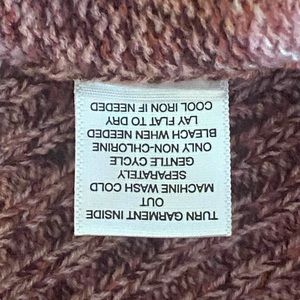 TURN GARMENT INSIDE
OUT
MACHINE WASH COLD
SEPARATELY
GENTLE CYCLE
ONLY NON-CHLORINE
BLEACH WHEN NEEDED
LAY FLAT TO DRY
COOL IRON IF NEEDED